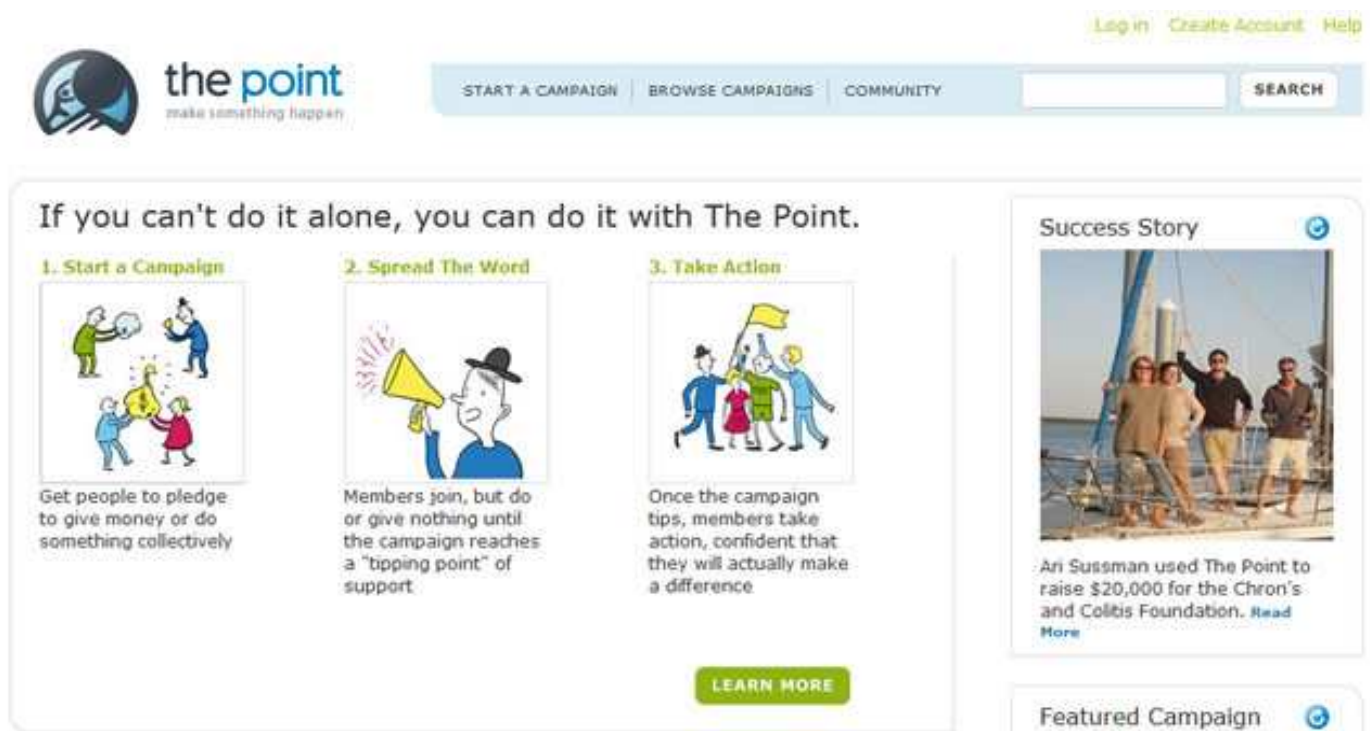 Log in Create Account Help
the point
make something happen
START A CAMPAIGN BROWSE CAMPAIGNS COMMUNITY SEARCH
If you can't do it alone, you can do it with The Point.
1. Start a Campaign
Get people to pledge
to give money or do
something collectively
2. Spread The Word
Members join, but do
or give nothing until
the campaign reaches
a "tipping point" of
support
3. Take Action
Once the campaign
tips, members take
action, confident that
they will actually make
a difference
LEARN MORE
Success Story
Ari Sussman used The Point to
raise $20,000 for the Chron's
and Colitis Foundation. Read
More
Featured Campaign